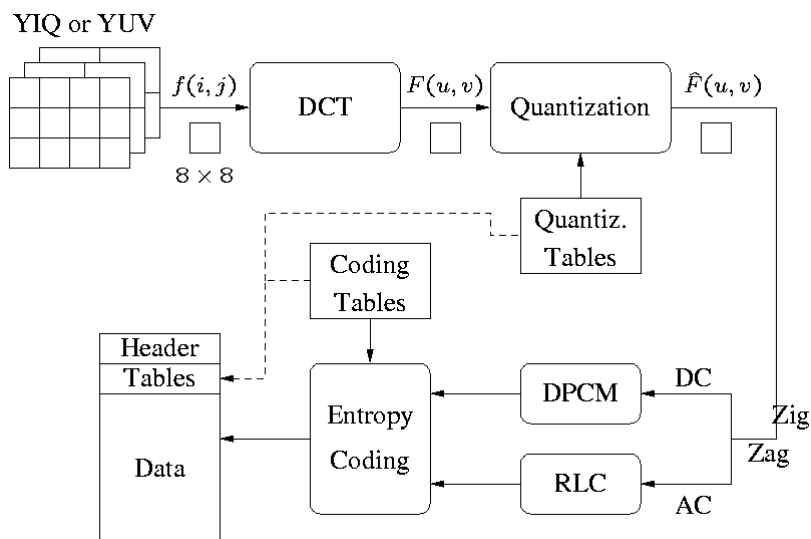 YIQ or YUV
f(i, j)
DCT
F(u, v)
Quantization
F̂(u, v)
8 × 8
Quantiz.
Tables
Coding
Tables
Header
Tables
Data
Entropy
Coding
DPCM
DC
Zig
Zag
RLC
AC